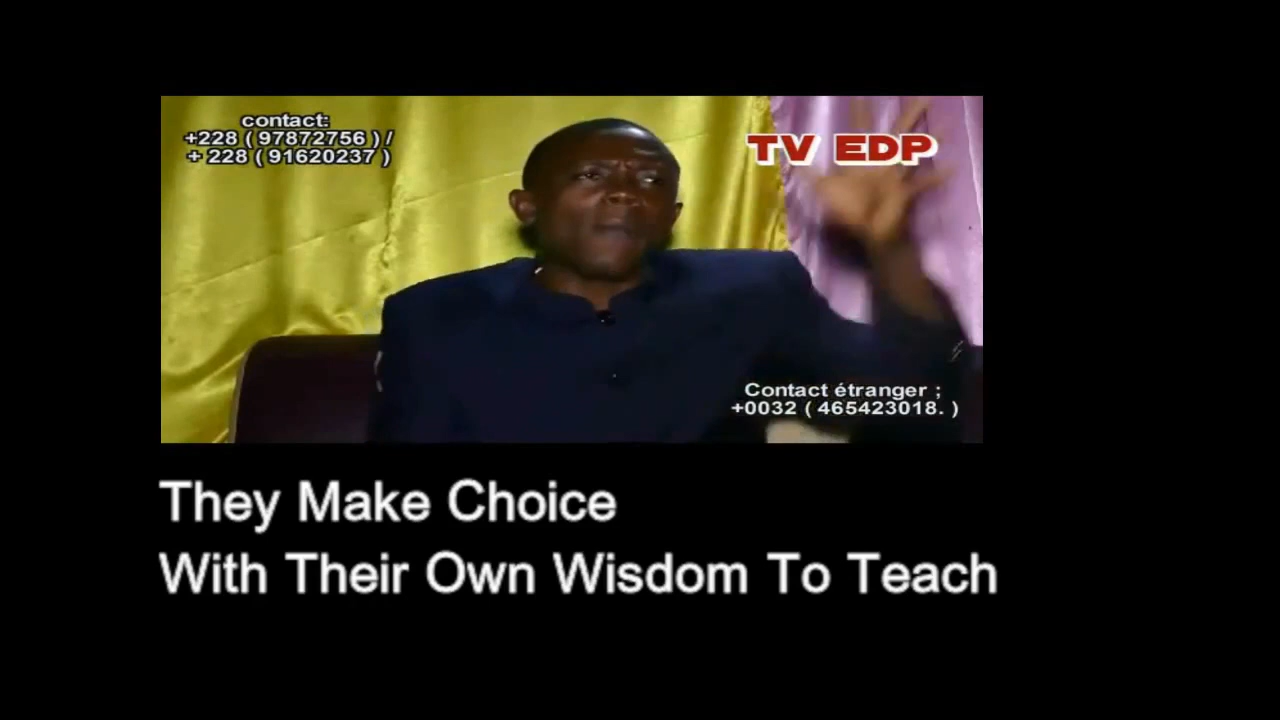 contact:
+228 ( 97872756 ) /
+ 228 ( 91620237 )
TV EDP
Contact étranger ;
+0032 ( 465423018. )
They Make Choice
With Their Own Wisdom To Teach